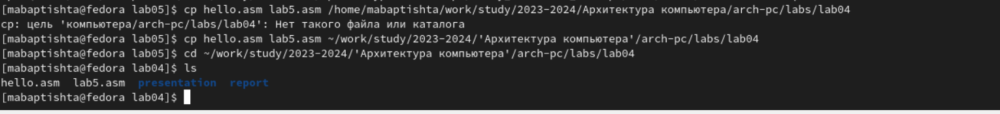 [mabaptishta@fedora lab05]$ cp hello.asm lab5.asm /home/mabaptishta/work/study/2023-2024/Архитектура компьютера/arch-pc/labs/lab04
cp: цель 'компьютера/arch-pc/labs/lab04': Нет такого файла или каталога
[mabaptishta@fedora lab05]$ cp hello.asm lab5.asm ~/work/study/2023-2024/'Архитектура компьютера'/arch-pc/labs/lab04
[mabaptishta@fedora lab05]$ cd ~/work/study/2023-2024/'Архитектура компьютера'/arch-pc/labs/lab04
[mabaptishta@fedora lab04]$ ls
hello.asm  lab5.asm  presentation  report
[mabaptishta@fedora lab04]$